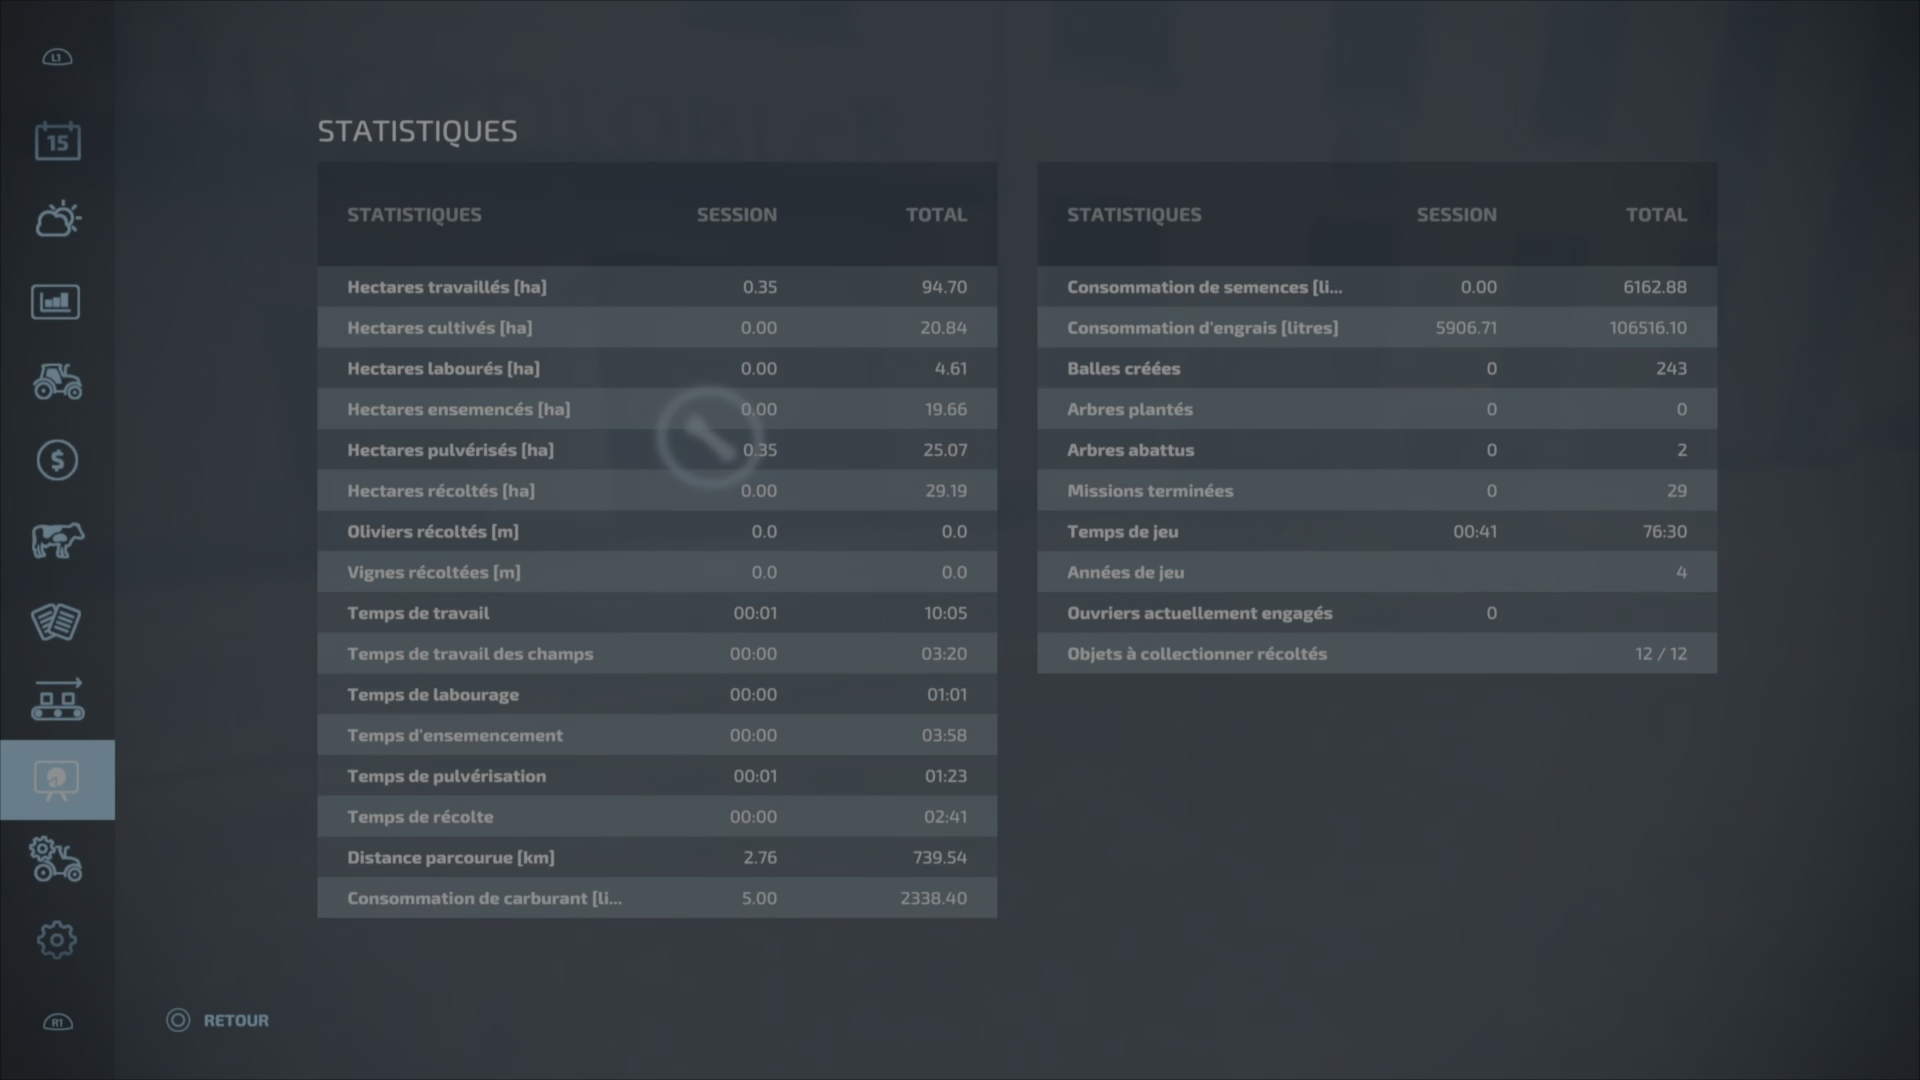 L1
15
STATISTIQUES
STATISTIQUES SESSION TOTAL
Hectares travaillés [ha] 0.35 94.70
Hectares cultivés [ha] 0.00 20.84
Hectares labourés [ha] 0.00 4.61
Hectares ensemencés [ha] 0.00 19.66
Hectares pulvérisés [ha] 0.35 25.07
Hectares récoltés [ha] 0.00 29.19
Oliviers récoltés [m] 0.0 0.0
Vignes récoltées [m] 0.0 0.0
Temps de travail 00:01 10:05
Temps de travail des champs 00:00 03:20
Temps de labourage 00:00 01:01
Temps d'ensemencement 00:00 03:58
Temps de pulvérisation 00:01 01:23
Temps de récolte 00:00 02:41
Distance parcourue [km] 2.76 739.54
Consommation de carburant [li... 5.00 2338.40
STATISTIQUES SESSION TOTAL
Consommation de semences [li... 0.00 6162.88
Consommation d'engrais [litres] 5906.71 106516.10
Balles créées 0 243
Arbres plantés 0 0
Arbres abattus 0 2
Missions terminées 0 29
Temps de jeu 00:41 76:30
Années de jeu 4
Ouvriers actuellement engagés 0
Objets à collectionner récoltés 12 / 12
$
R1
RETOUR